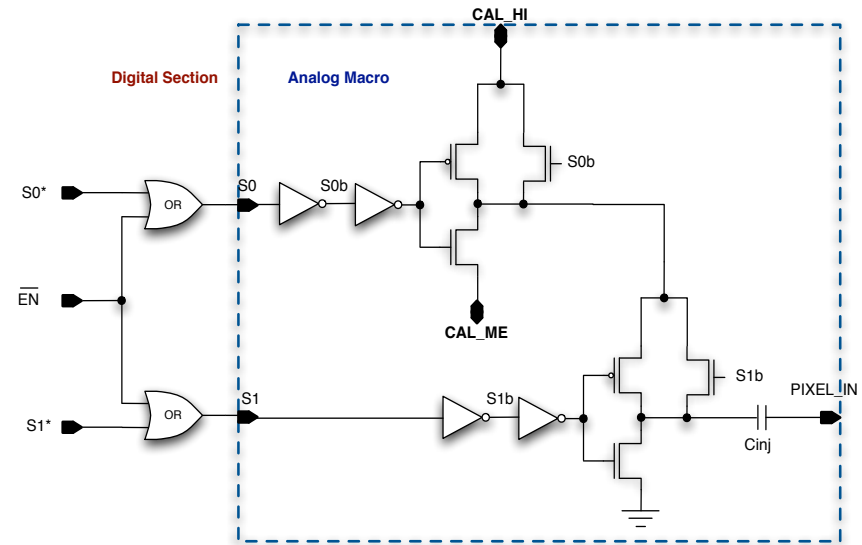 CAL_HI
Digital Section
Analog Macro
S0*
OR
S0
S0b
S0b
EN
CAL_ME
S1*
OR
S1
S1b
S1b
PIXEL_IN
Cinj